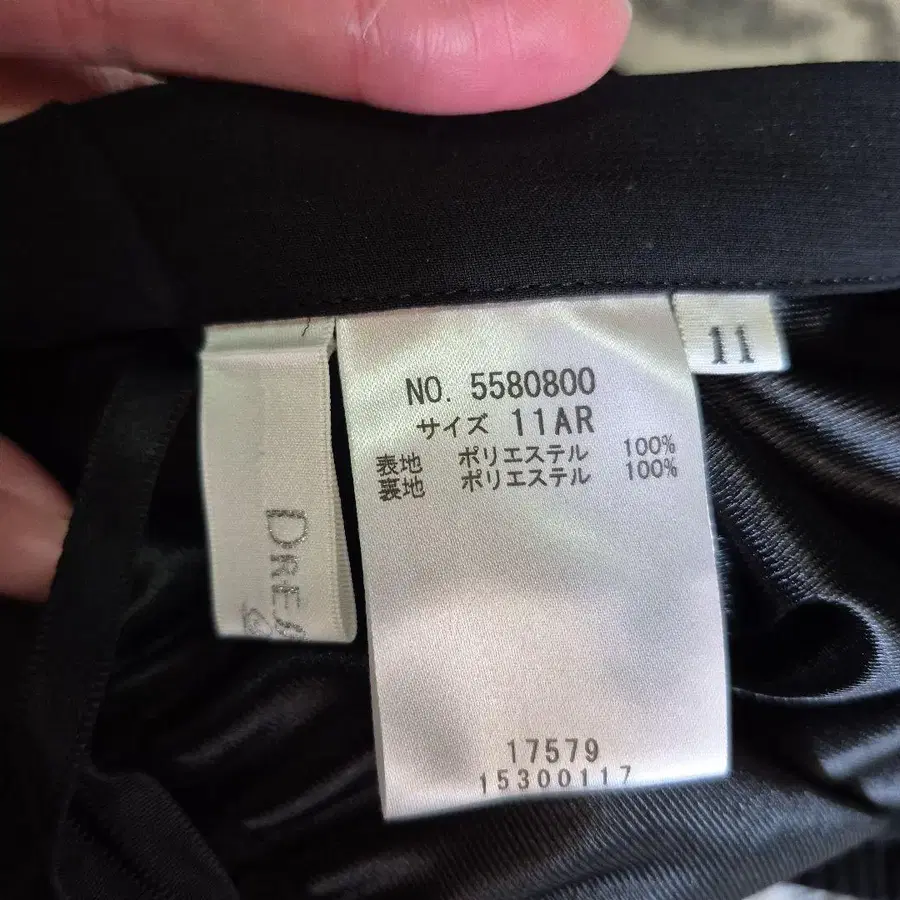 11
NO. 5580800
サイズ 11AR
表地 ポリエステル 100%
裏地 ポリエステル 100%
17579
15300117